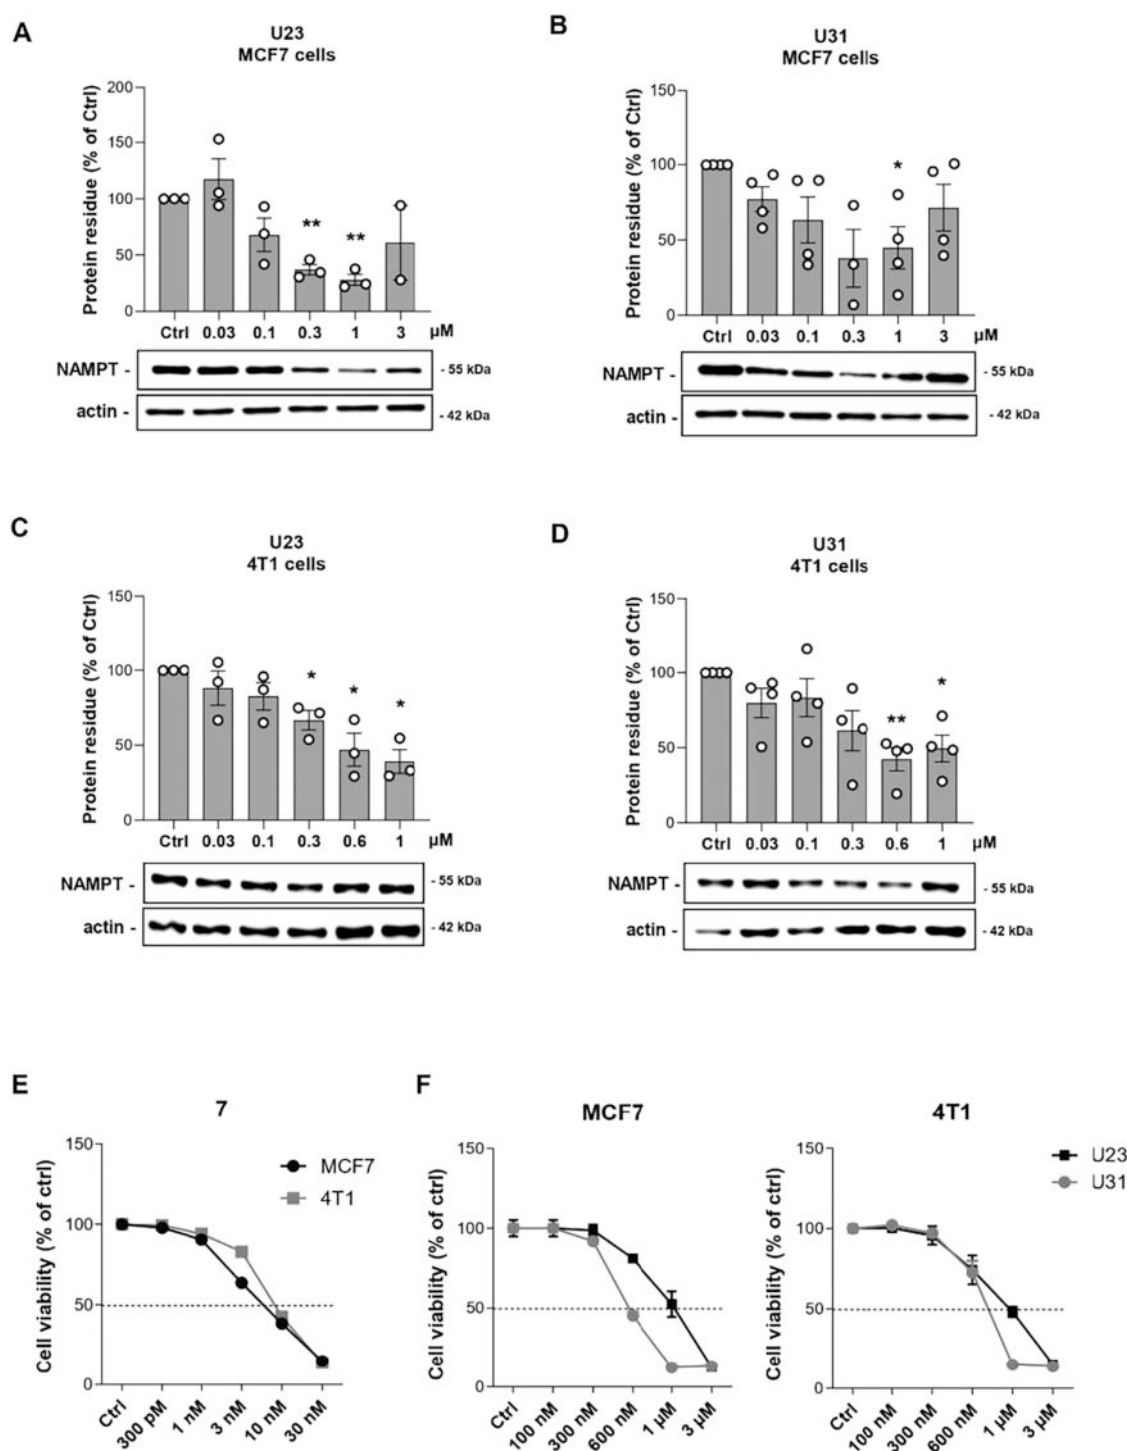 A
U23
MCF7 cells
Protein residue (% of Ctrl)
200
150
100
50
0
**
**
Ctrl 0.03 0.1 0.3 1 3 µM
NAMPT - - 55 kDa
actin - - 42 kDa
B
U31
MCF7 cells
Protein residue (% of Ctrl)
150
100
50
0
*
Ctrl 0.03 0.1 0.3 1 3 µM
NAMPT - - 55 kDa
actin - - 42 kDa
C
U23
4T1 cells
Protein residue (% of Ctrl)
150
100
50
0
*
*
*
Ctrl 0.03 0.1 0.3 0.6 1 µM
NAMPT - - 55 kDa
actin - - 42 kDa
D
U31
4T1 cells
Protein residue (% of Ctrl)
150
100
50
0
**
*
Ctrl 0.03 0.1 0.3 0.6 1 µM
NAMPT - - 55 kDa
actin - - 42 kDa
E
7
Cell viability (% of ctrl)
150
100
50
0
MCF7
4T1
Ctrl 300 pM 1 nM 3 nM 10 nM 30 nM
F
MCF7
Cell viability (% of ctrl)
150
100
50
0
Ctrl 100 nM 300 nM 600 nM 1 µM 3 µM
4T1
Cell viability (% of ctrl)
150
100
50
0
U23
U31
Ctrl 100 nM 300 nM 600 nM 1 µM 3 µM